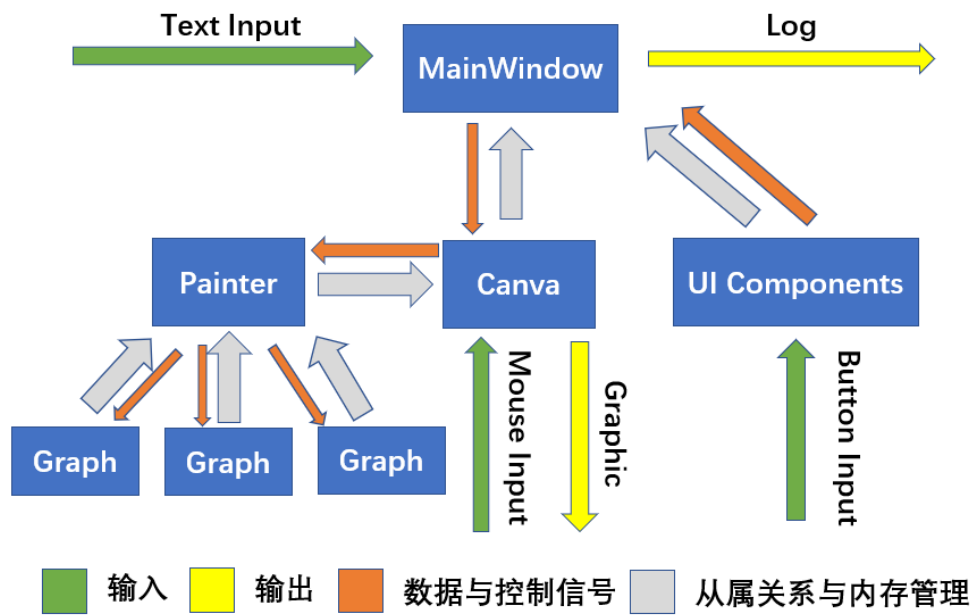 Text Input
Log
MainWindow
Painter
Canva
UI Components
Mouse Input
Graphic
Button Input
Graph
Graph
Graph
输入
输出
数据与控制信号
从属关系与内存管理